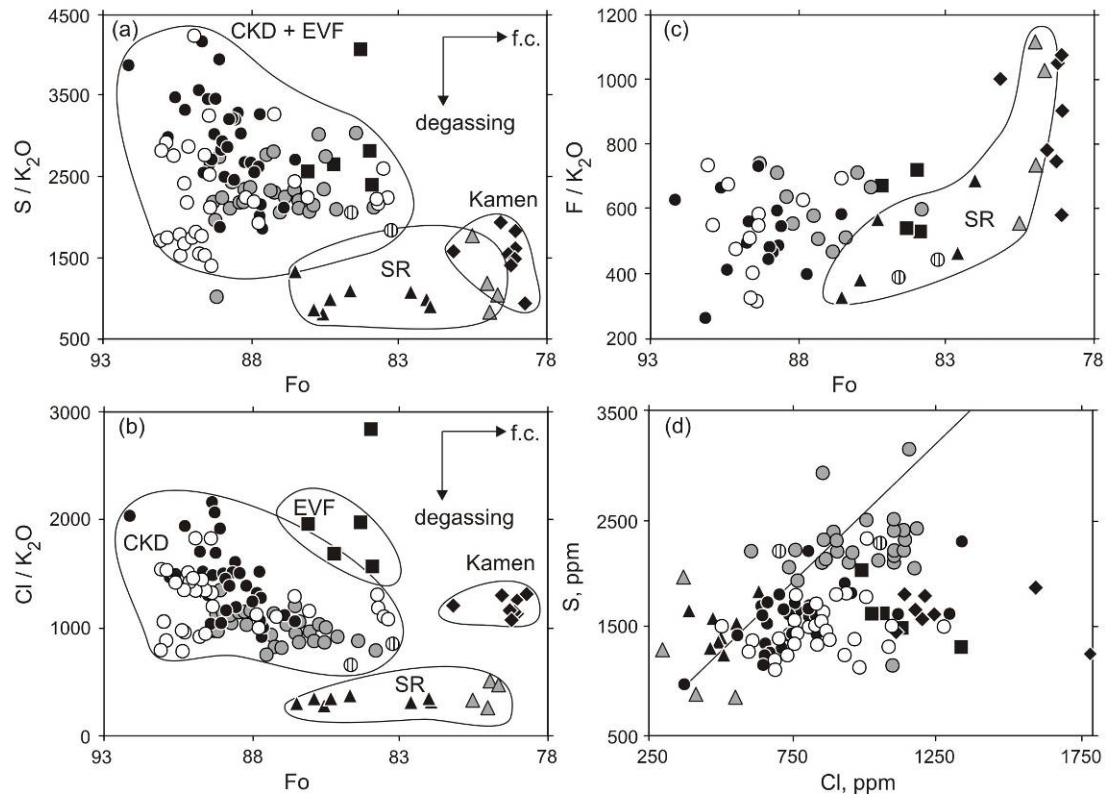 (a)
CKD + EVF
f.c.
degassing
Kamen
SR
4500
3500
2500
1500
500
S / K₂O
93
88
83
78
Fo
(c)
SR
1200
1000
800
600
400
200
F / K₂O
93
88
83
78
Fo
(b)
f.c.
EVF
CKD
degassing
Kamen
SR
3000
2000
1000
0
Cl / K₂O
93
88
83
78
Fo
(d)
3500
2500
1500
500
S, ppm
250
750
1250
1750
Cl, ppm